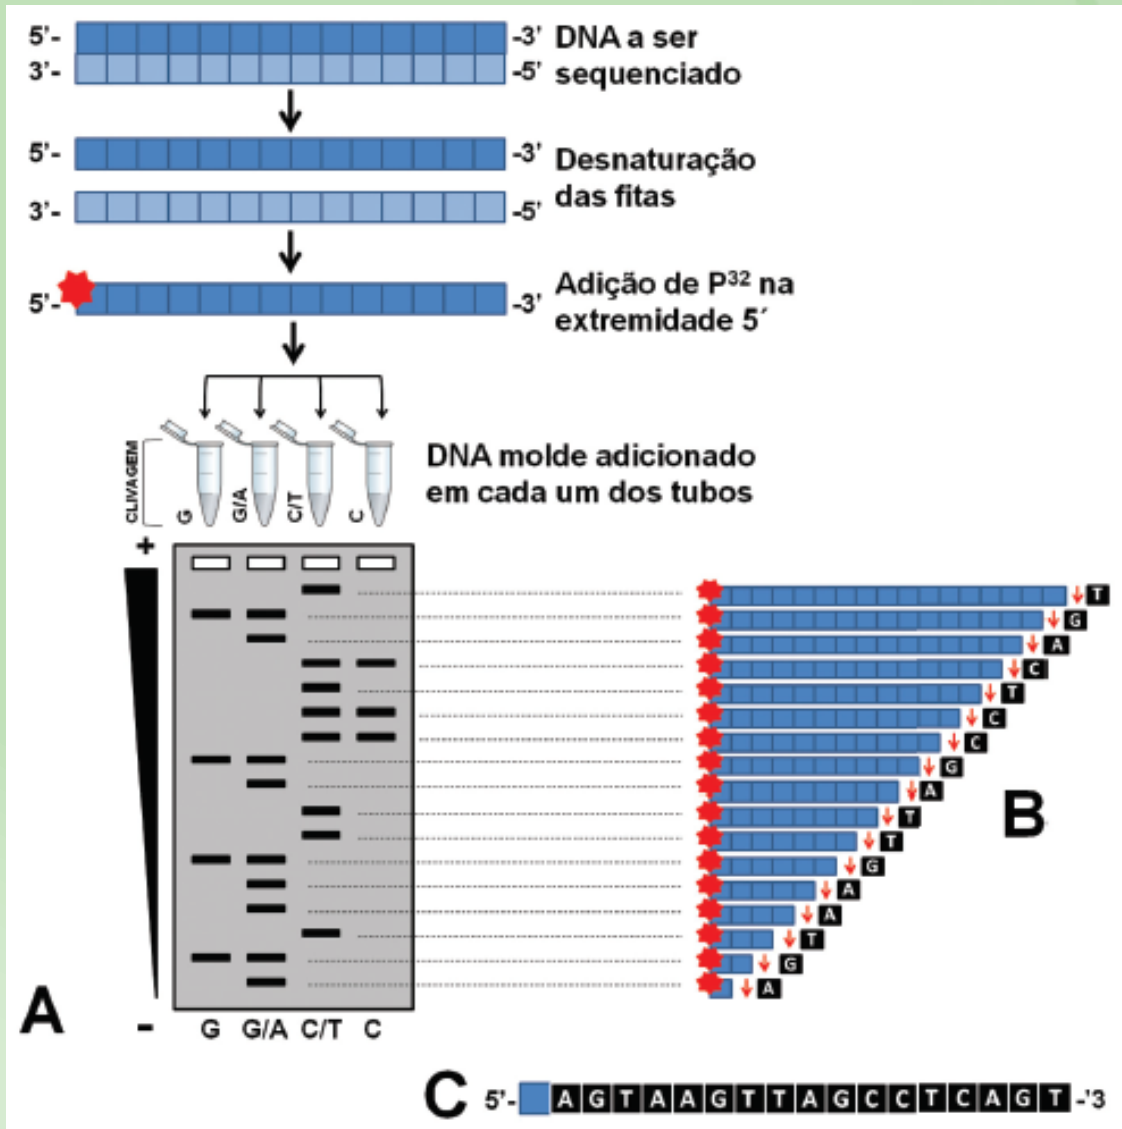 5'- -3' DNA a ser
3'- -5' sequenciado
5'- -3' Desnaturação
3'- -5' das fitas
5'- -3' Adição de P³² na
extremidade 5´
CLIVAGEM
G G/A C/T C
DNA molde adicionado
em cada um dos tubos
+
T
G
A
C
T
C
C
G
A
T
T
G
A
A
T
G
A
B
A
- G G/A C/T C
C 5'- A G T A A G T T A G C C T C A G T -'3